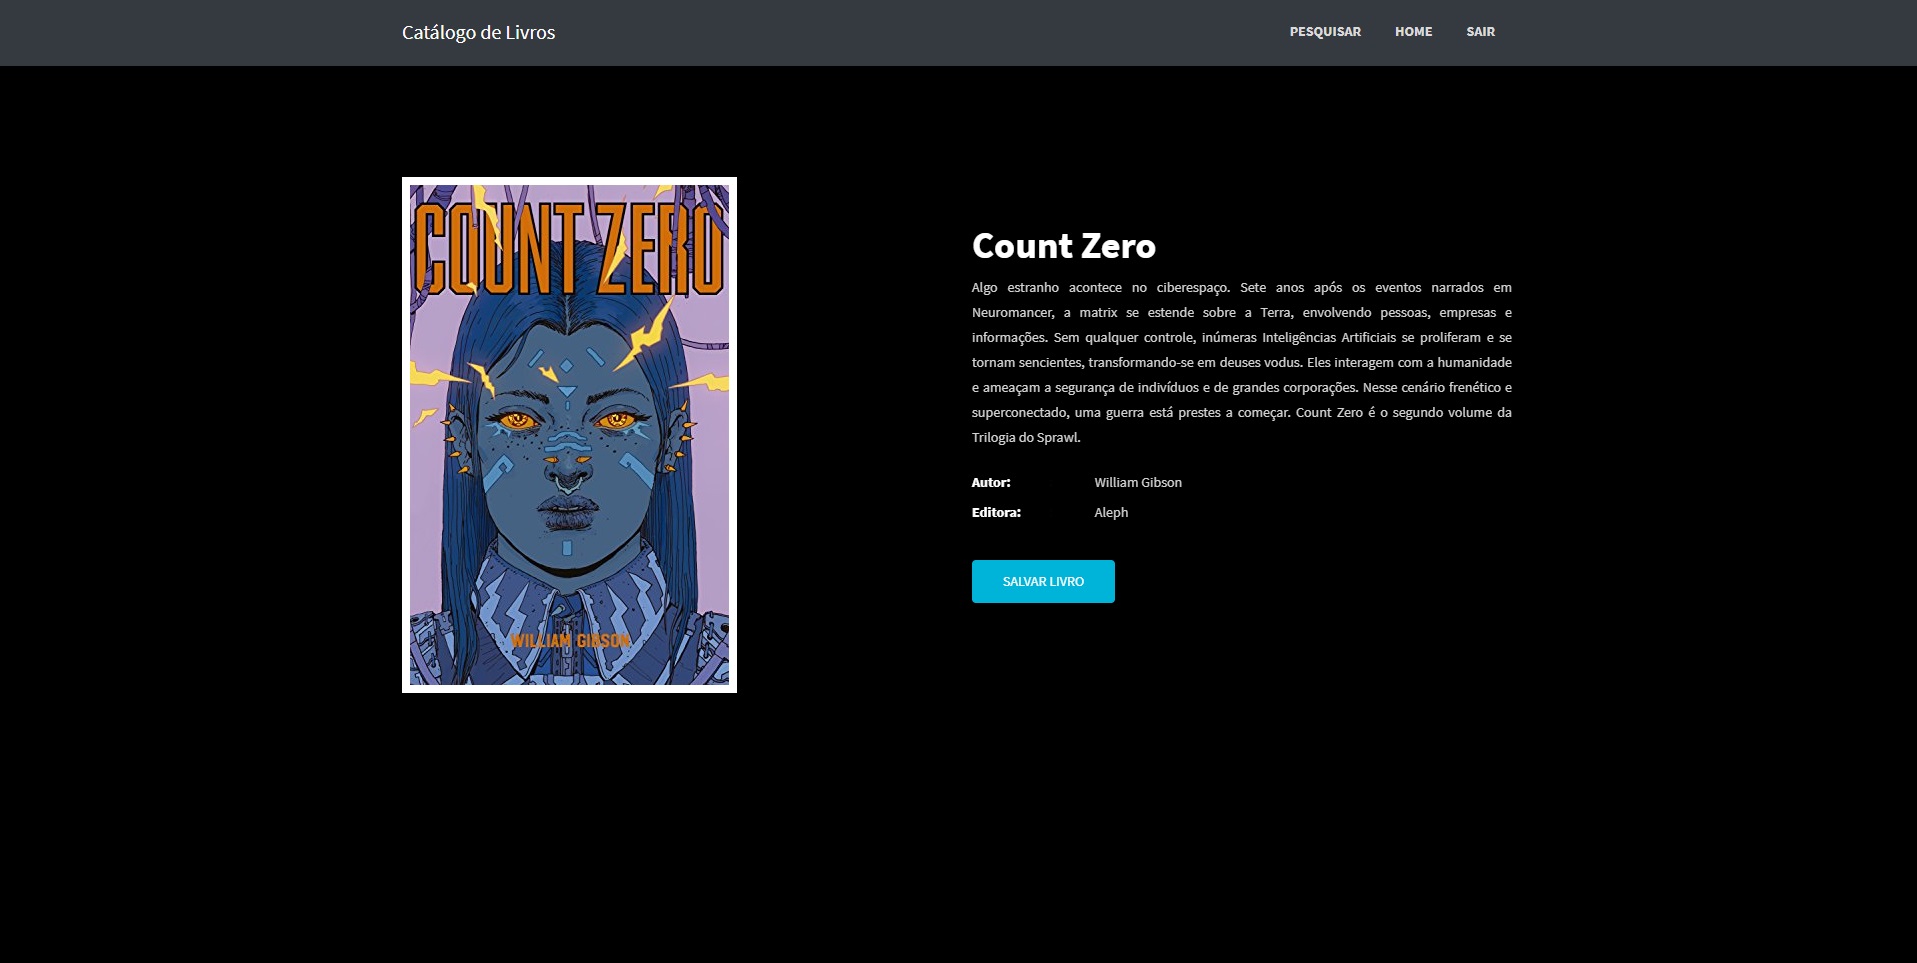 Catálogo de Livros
PESQUISAR HOME SAIR
COUNT ZERO
WILLIAM GIBSON
Count Zero
Algo estranho acontece no ciberespaço. Sete anos após os eventos narrados em
Neuromancer, a matrix se estende sobre a Terra, envolvendo pessoas, empresas e
informações. Sem qualquer controle, inúmeras Inteligências Artificiais se proliferam e se
tornam sencientes, transformando-se em deuses vodus. Eles interagem com a humanidade
e ameaçam a segurança de indivíduos e de grandes corporações. Nesse cenário frenético e
superconectado, uma guerra está prestes a começar. Count Zero é o segundo volume da
Trilogia do Sprawl.
Autor: William Gibson
Editora: Aleph
SALVAR LIVRO